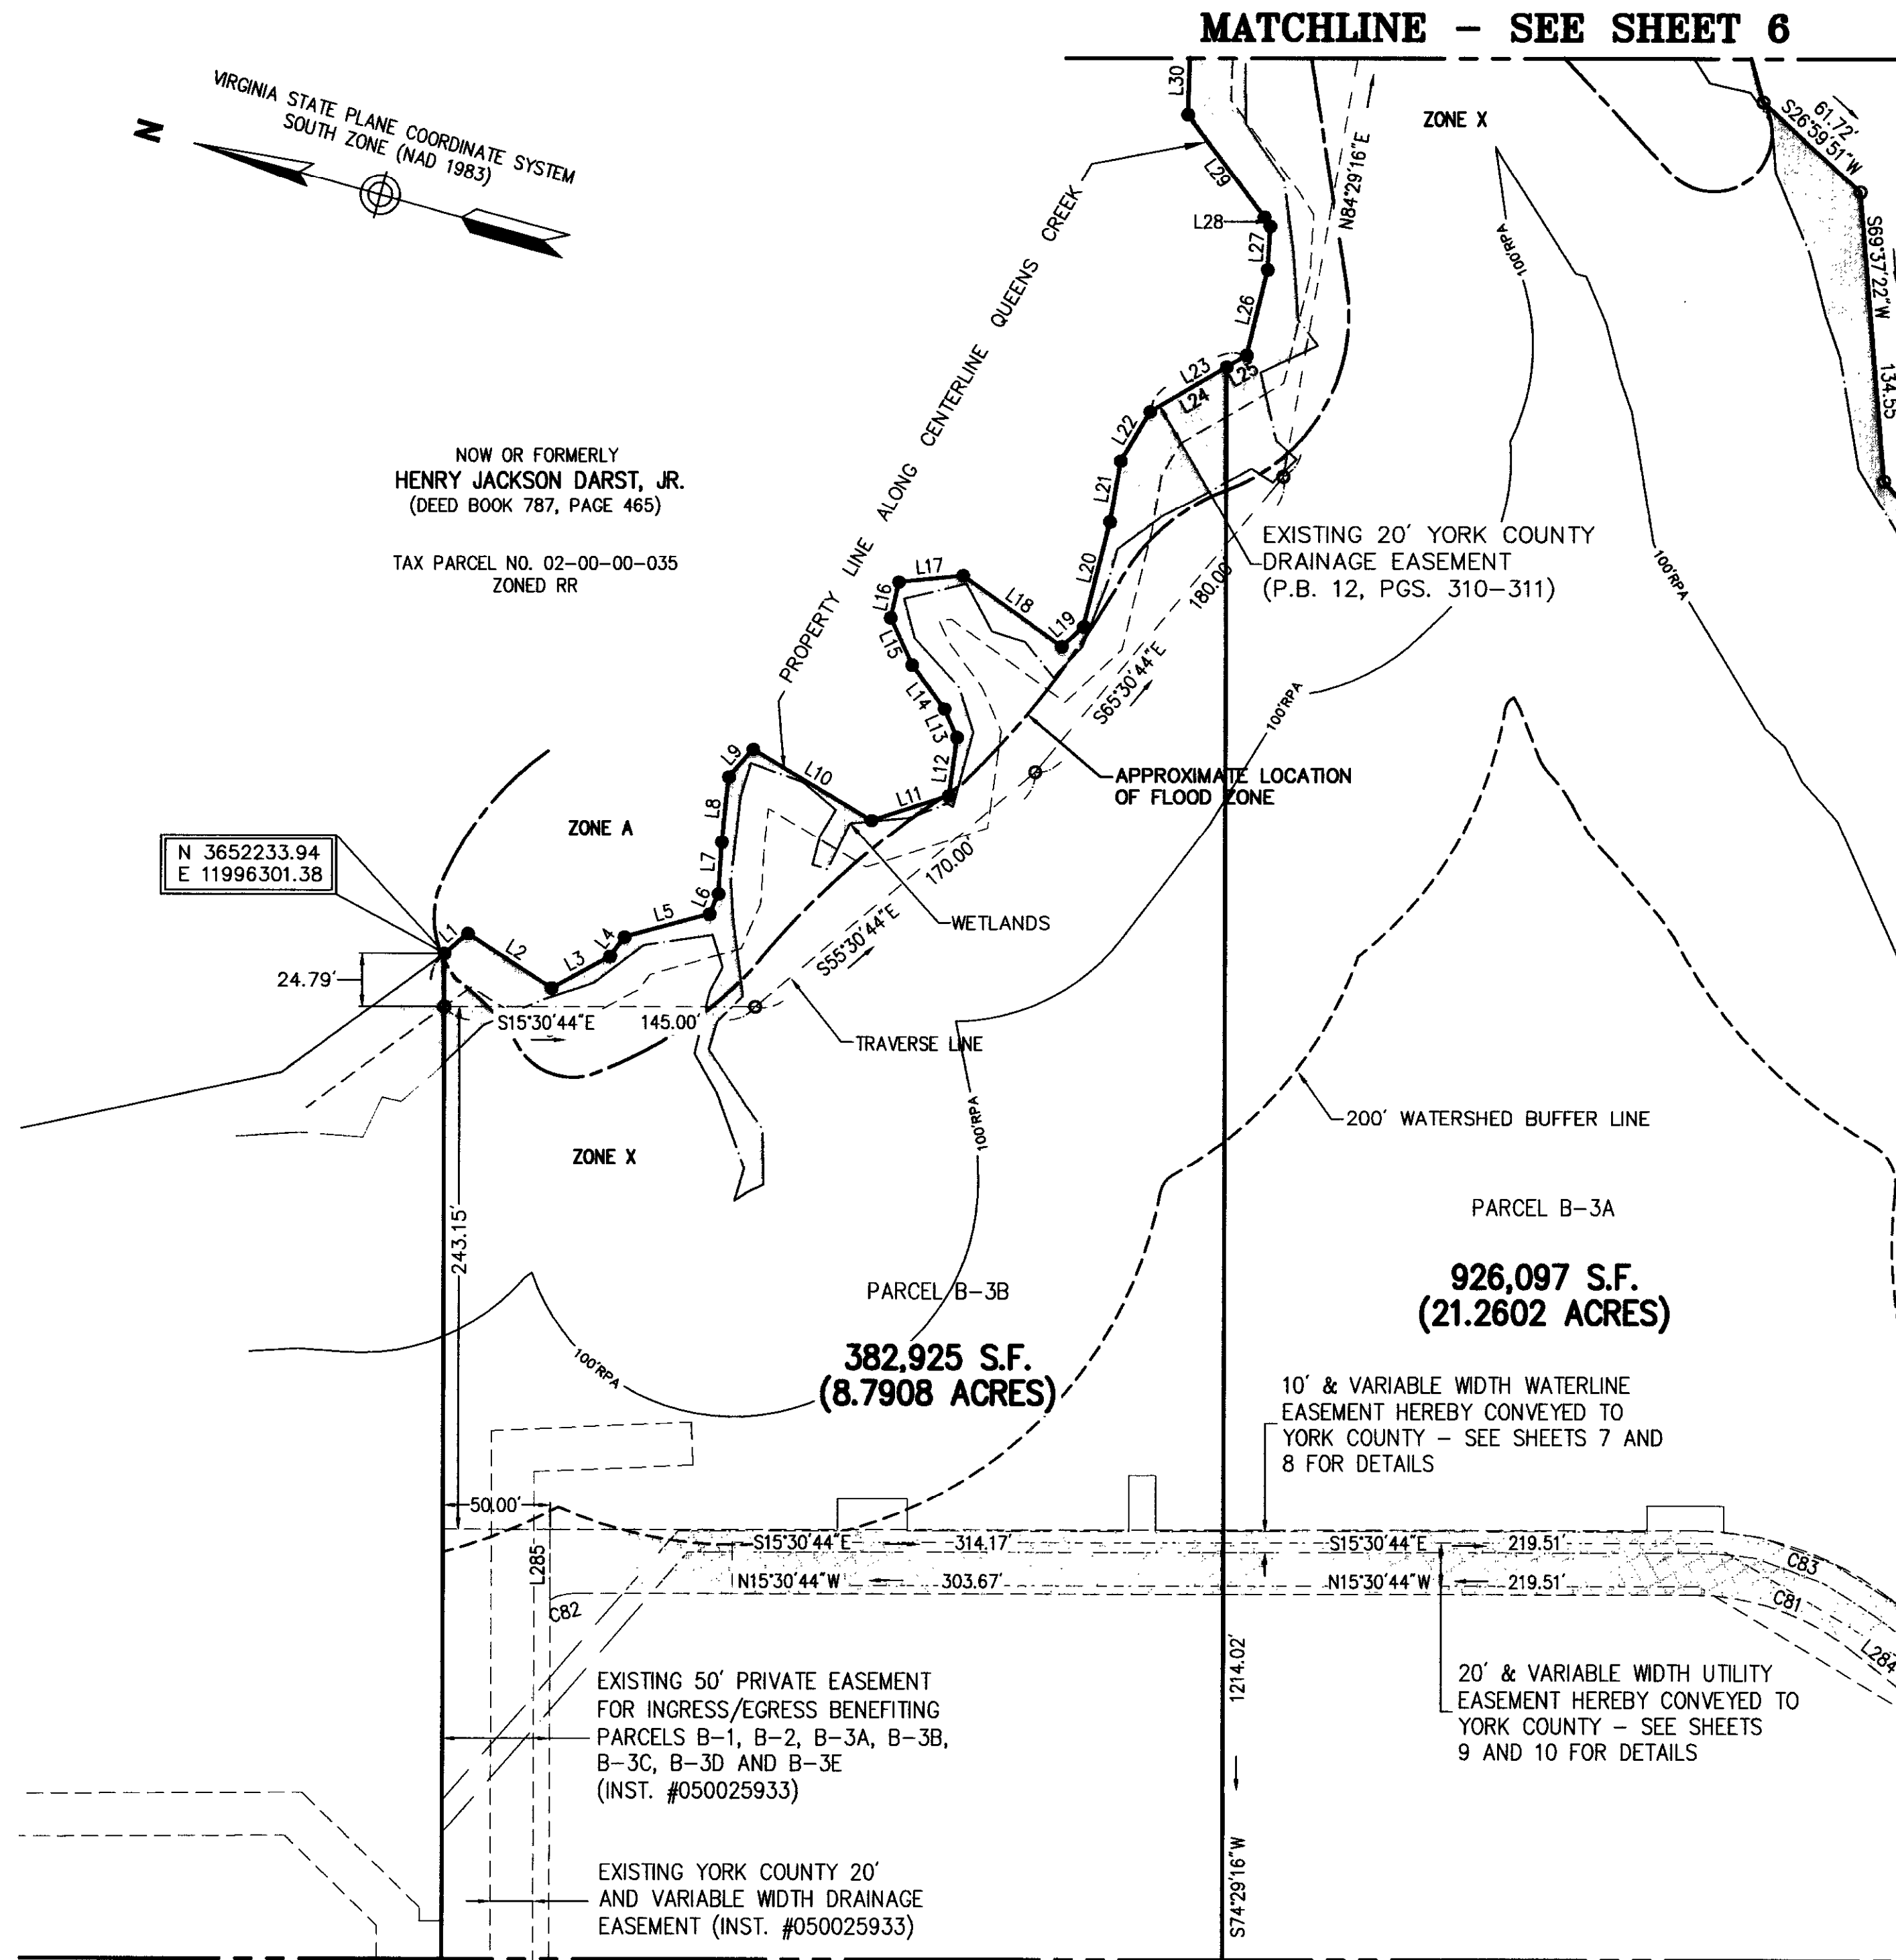 MATCHLINE - SEE SHEET 6
VIRGINIA STATE PLANE COORDINATE SYSTEM
SOUTH ZONE (NAD 1983)
N
L30
ZONE X
N84°29'16"E
61.72'
S26°59'51"W
S69°37'22"W
134.55
L29
L28
L27
L26
L25
L23
L24
L22
L21
L20
L19
L18
L17
L16
L15
L14
L13
L12
L11
L10
L9
L8
L7
L6
L5
L4
L3
L2
L1
100'RPA
100'RPA
100'RPA
100'RPA
100'RPA
PROPERTY LINE ALONG CENTERLINE QUEENS CREEK
NOW OR FORMERLY
HENRY JACKSON DARST, JR.
(DEED BOOK 787, PAGE 465)
TAX PARCEL NO. 02-00-00-035
ZONED RR
EXISTING 20' YORK COUNTY
DRAINAGE EASEMENT
(P.B. 12, PGS. 310-311)
180.00'
S65°30'44"E
APPROXIMATE LOCATION
OF FLOOD ZONE
ZONE A
N 3652233.94
E 11996301.38
24.79'
170.00'
S55°30'44"E
WETLANDS
S15°30'44"E
145.00'
TRAVERSE LINE
200' WATERSHED BUFFER LINE
ZONE X
243.15'
PARCEL B-3A
926,097 S.F.
(21.2602 ACRES)
PARCEL B-3B
382,925 S.F.
(8.7908 ACRES)
10' & VARIABLE WIDTH WATERLINE
EASEMENT HEREBY CONVEYED TO
YORK COUNTY - SEE SHEETS 7 AND
8 FOR DETAILS
50.00'
L285
C82
S15°30'44"E
314.17'
N15°30'44"W
303.67'
S15°30'44"E
219.51'
N15°30'44"W
219.51'
C83
C81
L284
1214.02'
S74°29'16"W
EXISTING 50' PRIVATE EASEMENT
FOR INGRESS/EGRESS BENEFITING
PARCELS B-1, B-2, B-3A, B-3B,
B-3C, B-3D AND B-3E
(INST. #050025933)
20' & VARIABLE WIDTH UTILITY
EASEMENT HEREBY CONVEYED TO
YORK COUNTY - SEE SHEETS
9 AND 10 FOR DETAILS
EXISTING YORK COUNTY 20'
AND VARIABLE WIDTH DRAINAGE
EASEMENT (INST. #050025933)